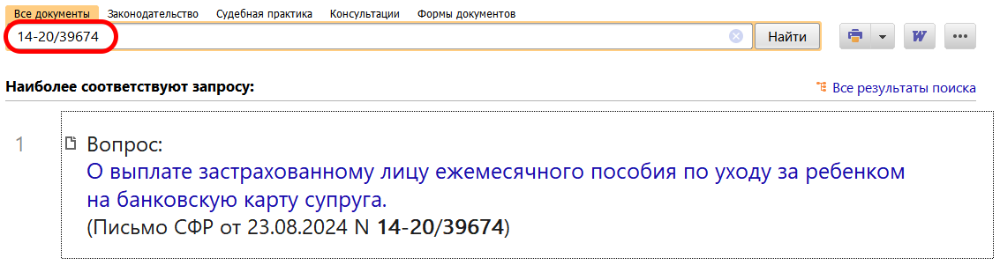 Все документы Законодательство Судебная практика Консультации Формы документов
14-20/39674 Найти W
Наиболее соответствуют запросу: Все результаты поиска
1 Вопрос:
О выплате застрахованному лицу ежемесячного пособия по уходу за ребенком
на банковскую карту супруга.
(Письмо СФР от 23.08.2024 N 14-20/39674)